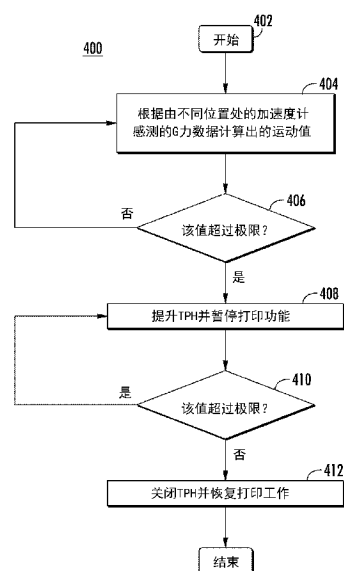 400
开始
402
404
根据由不同位置处的加速度计
感测的G力数据计算出的运动值
406
否
该值超过极限?
是
408
提升TPH并暂停打印功能
410
是
该值超过极限?
否
412
关闭TPH并恢复打印工作
结束